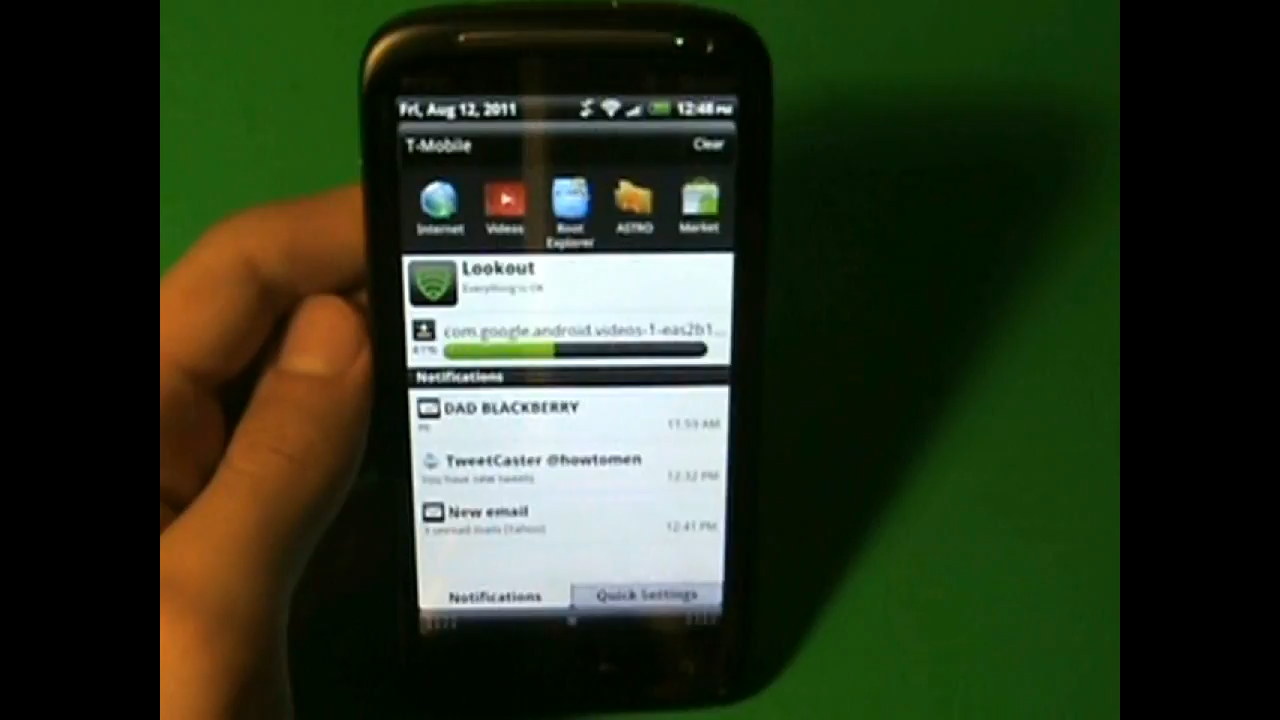 Fri, Aug 12, 2011 12:48 PM
T-Mobile Clear
Internet Videos Root Explorer ASTRO Market
Lookout
Everything is OK
com.google.android.videos-1-eas2b1...
41%
Notifications
DAD BLACKBERRY
11:59 AM
TweetCaster @howtomen
You have new tweets 12:32 PM
New email
12:41 PM
Notifications Quick Settings